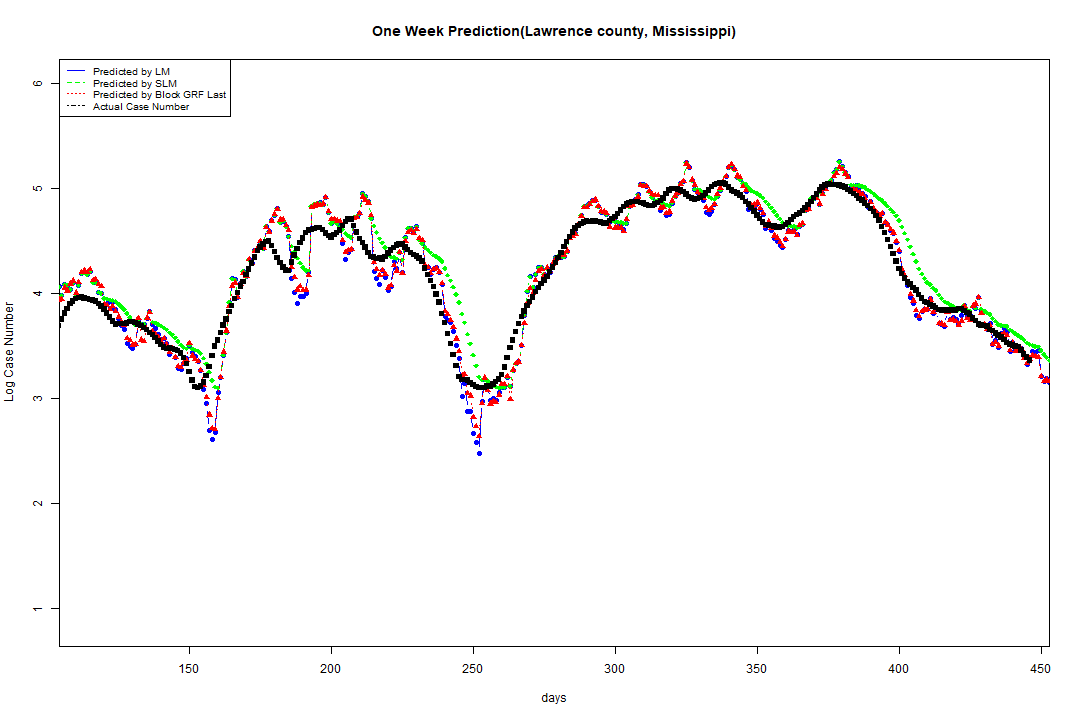 One Week Prediction(Lawrence county, Mississippi)
Predicted by LM
Predicted by SLM
Predicted by Block GRF Last
Actual Case Number
6
5
4
3
2
1
Log Case Number
150 200 250 300 350 400 450
days